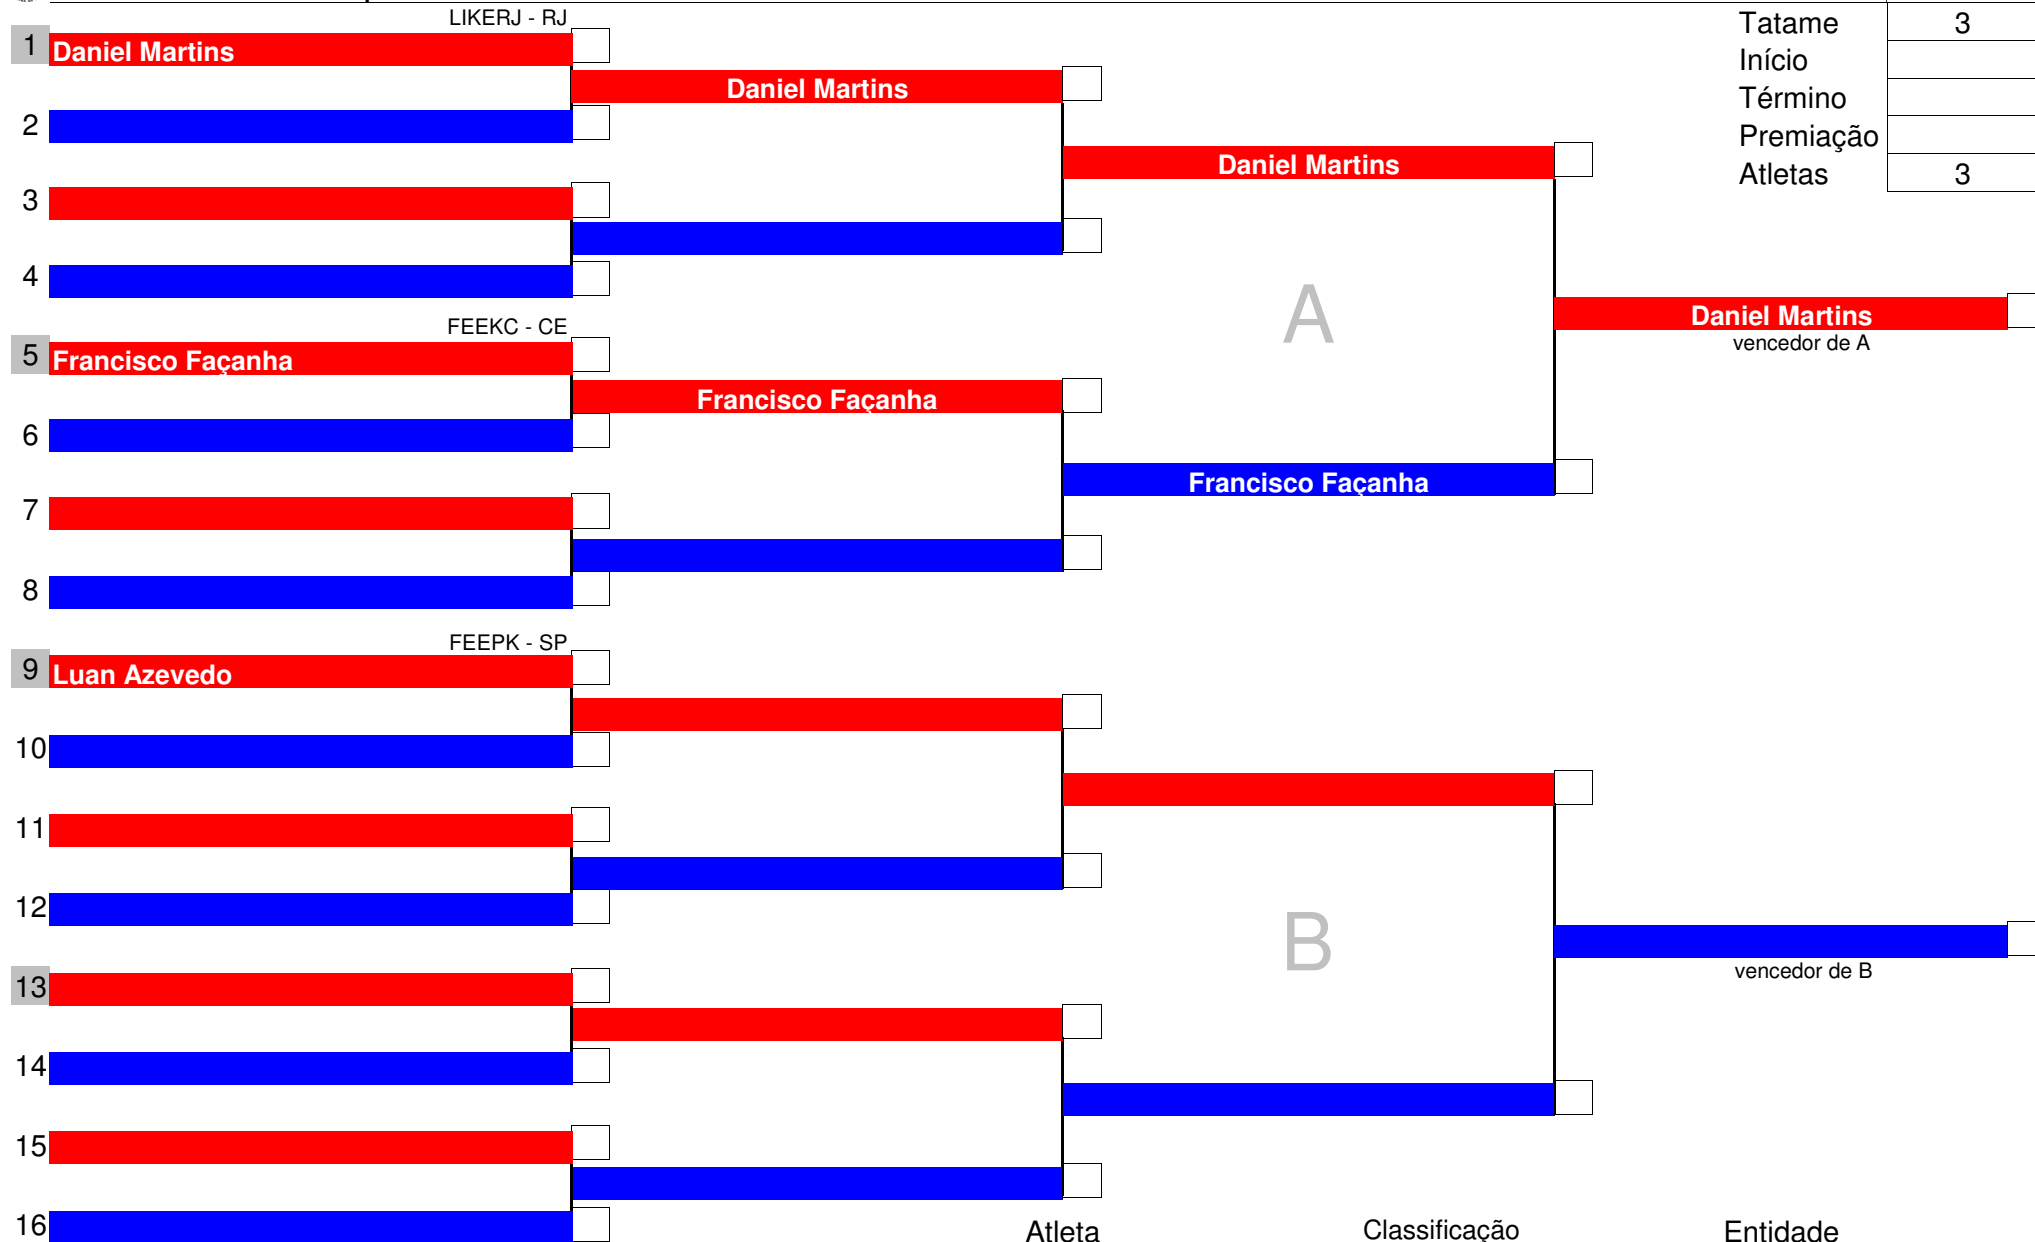 LIKERJ - RJ
Tatame 3
1 Daniel Martins
Início
Daniel Martins
Término
2
Premiação
Daniel Martins
Atletas 3
3
4
A
Daniel Martins
FEEKC - CE
vencedor de A
5 Francisco Façanha
Francisco Façanha
6
Francisco Façanha
7
8
FEEPK - SP
9 Luan Azevedo
10
11
12
B
vencedor de B
13
14
15
16
Atleta Classificação Entidade